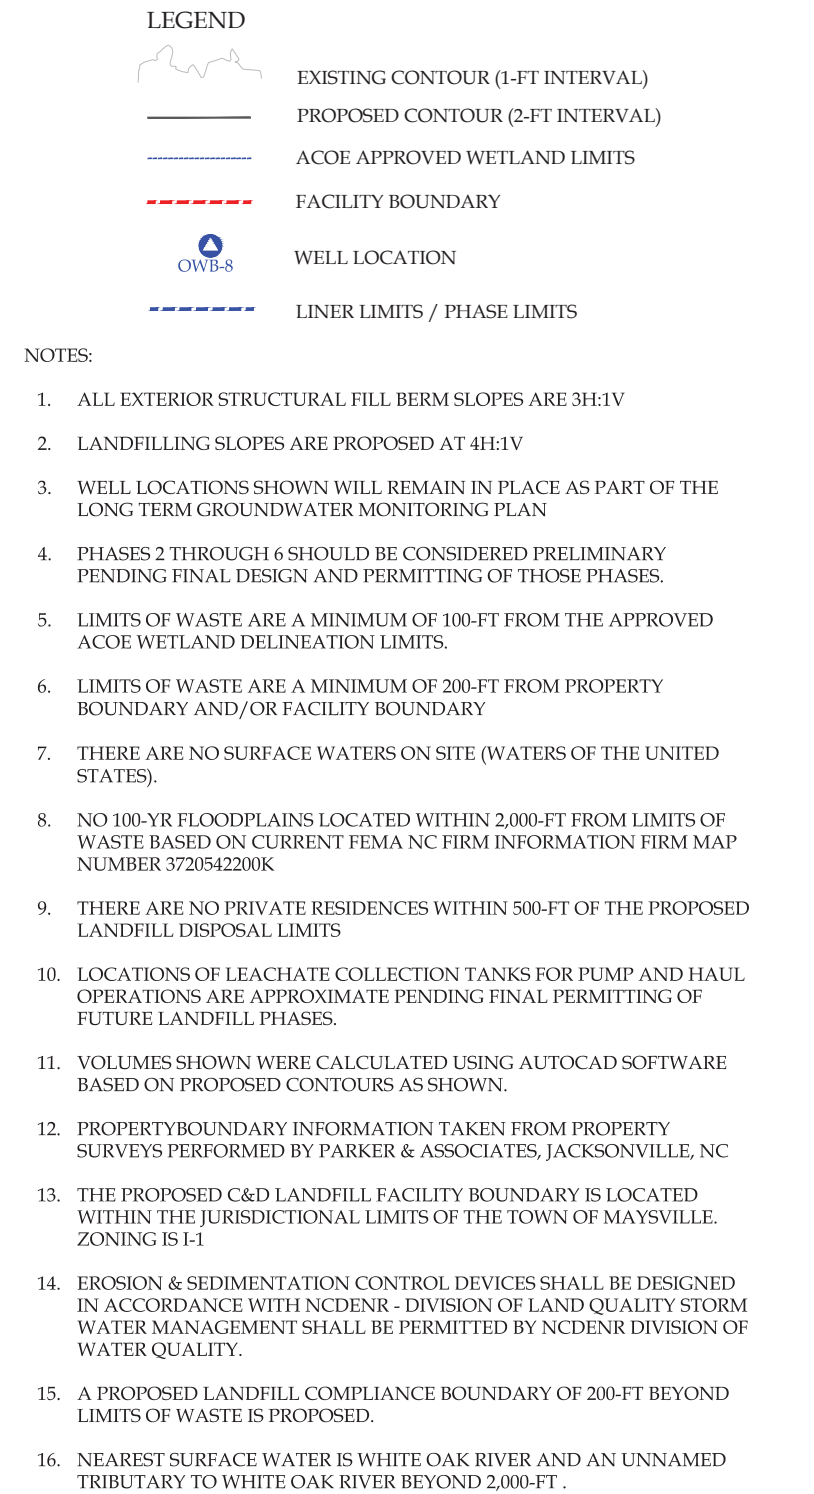 LEGEND
EXISTING CONTOUR (1-FT INTERVAL)
PROPOSED CONTOUR (2-FT INTERVAL)
ACOE APPROVED WETLAND LIMITS
FACILITY BOUNDARY
OWB-8
WELL LOCATION
LINER LIMITS / PHASE LIMITS
NOTES:
1. ALL EXTERIOR STRUCTURAL FILL BERM SLOPES ARE 3H:1V
2. LANDFILLING SLOPES ARE PROPOSED AT 4H:1V
3. WELL LOCATIONS SHOWN WILL REMAIN IN PLACE AS PART OF THE
LONG TERM GROUNDWATER MONITORING PLAN
4. PHASES 2 THROUGH 6 SHOULD BE CONSIDERED PRELIMINARY
PENDING FINAL DESIGN AND PERMITTING OF THOSE PHASES.
5. LIMITS OF WASTE ARE A MINIMUM OF 100-FT FROM THE APPROVED
ACOE WETLAND DELINEATION LIMITS.
6. LIMITS OF WASTE ARE A MINIMUM OF 200-FT FROM PROPERTY
BOUNDARY AND/OR FACILITY BOUNDARY
7. THERE ARE NO SURFACE WATERS ON SITE (WATERS OF THE UNITED
STATES).
8. NO 100-YR FLOODPLAINS LOCATED WITHIN 2,000-FT FROM LIMITS OF
WASTE BASED ON CURRENT FEMA NC FIRM INFORMATION FIRM MAP
NUMBER 3720542200K
9. THERE ARE NO PRIVATE RESIDENCES WITHIN 500-FT OF THE PROPOSED
LANDFILL DISPOSAL LIMITS
10. LOCATIONS OF LEACHATE COLLECTION TANKS FOR PUMP AND HAUL
OPERATIONS ARE APPROXIMATE PENDING FINAL PERMITTING OF
FUTURE LANDFILL PHASES.
11. VOLUMES SHOWN WERE CALCULATED USING AUTOCAD SOFTWARE
BASED ON PROPOSED CONTOURS AS SHOWN.
12. PROPERTYBOUNDARY INFORMATION TAKEN FROM PROPERTY
SURVEYS PERFORMED BY PARKER & ASSOCIATES, JACKSONVILLE, NC
13. THE PROPOSED C&D LANDFILL FACILITY BOUNDARY IS LOCATED
WITHIN THE JURISDICTIONAL LIMITS OF THE TOWN OF MAYSVILLE.
ZONING IS I-1
14. EROSION & SEDIMENTATION CONTROL DEVICES SHALL BE DESIGNED
IN ACCORDANCE WITH NCDENR - DIVISION OF LAND QUALITY STORM
WATER MANAGEMENT SHALL BE PERMITTED BY NCDENR DIVISION OF
WATER QUALITY.
15. A PROPOSED LANDFILL COMPLIANCE BOUNDARY OF 200-FT BEYOND
LIMITS OF WASTE IS PROPOSED.
16. NEAREST SURFACE WATER IS WHITE OAK RIVER AND AN UNNAMED
TRIBUTARY TO WHITE OAK RIVER BEYOND 2,000-FT .